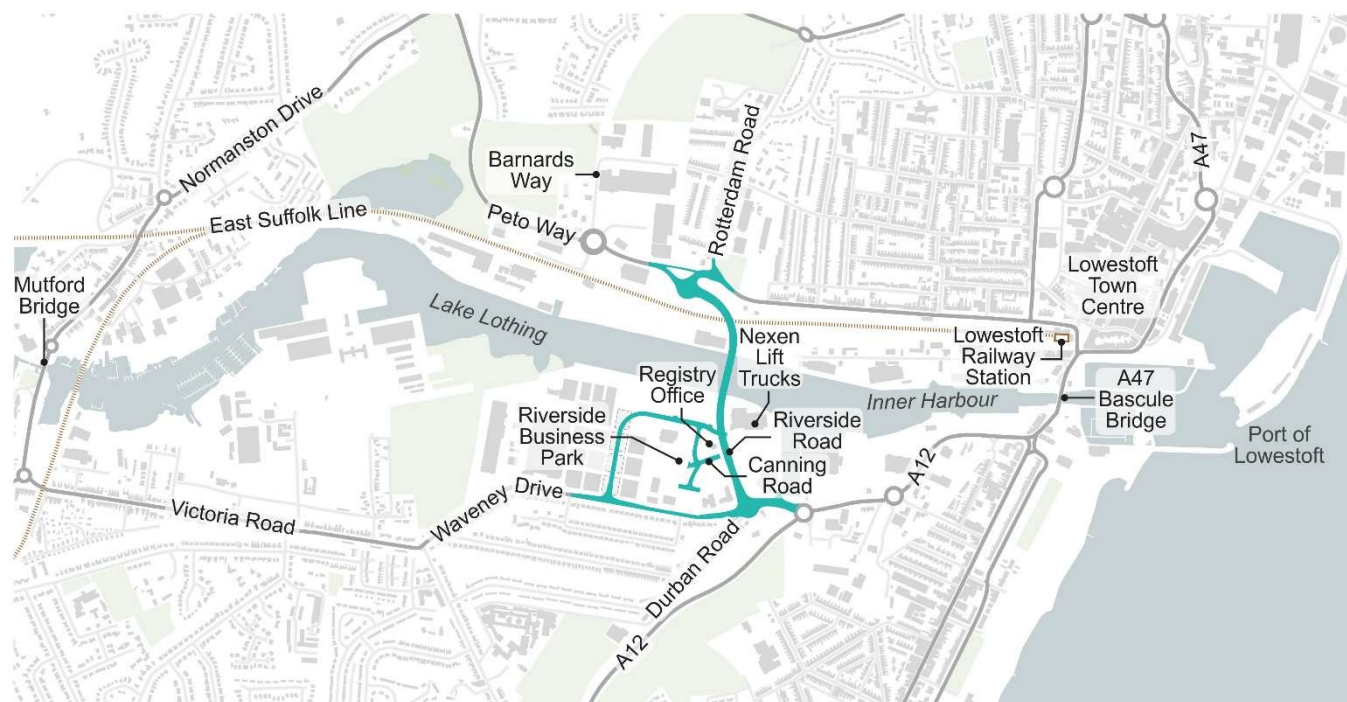 Normanston Drive
A47
Barnards
Way
Rotterdam Road
East Suffolk Line
Peto Way
Mutford
Bridge
Lowestoft
Town
Centre
Lake Lothing
Nexen
Lift
Trucks
Lowestoft
Railway
Station
Registry
Office
A47
Bascule
Bridge
Inner Harbour
Riverside
Business
Park
Riverside
Road
Port of
Lowestoft
Canning
Road
A12
Waveney Drive
Victoria Road
Durban Road
A12